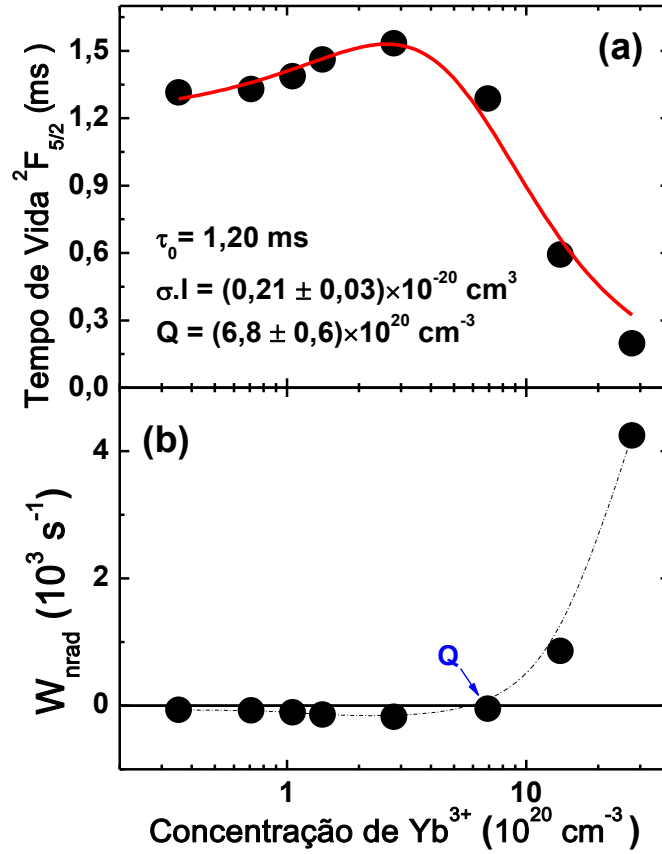 (a)
Tempo de Vida ²F₅/₂ (ms)
1,5
1,2
0,9
0,6
0,3
0,0
τ₀= 1,20 ms
σ.l = (0,21 ± 0,03)×10⁻²⁰ cm³
Q = (6,8 ± 0,6)×10²⁰ cm⁻³
(b)
W_nrad (10³ s⁻¹)
4
2
0
Q
1
10
Concentração de Yb³⁺ (10²⁰ cm⁻³)